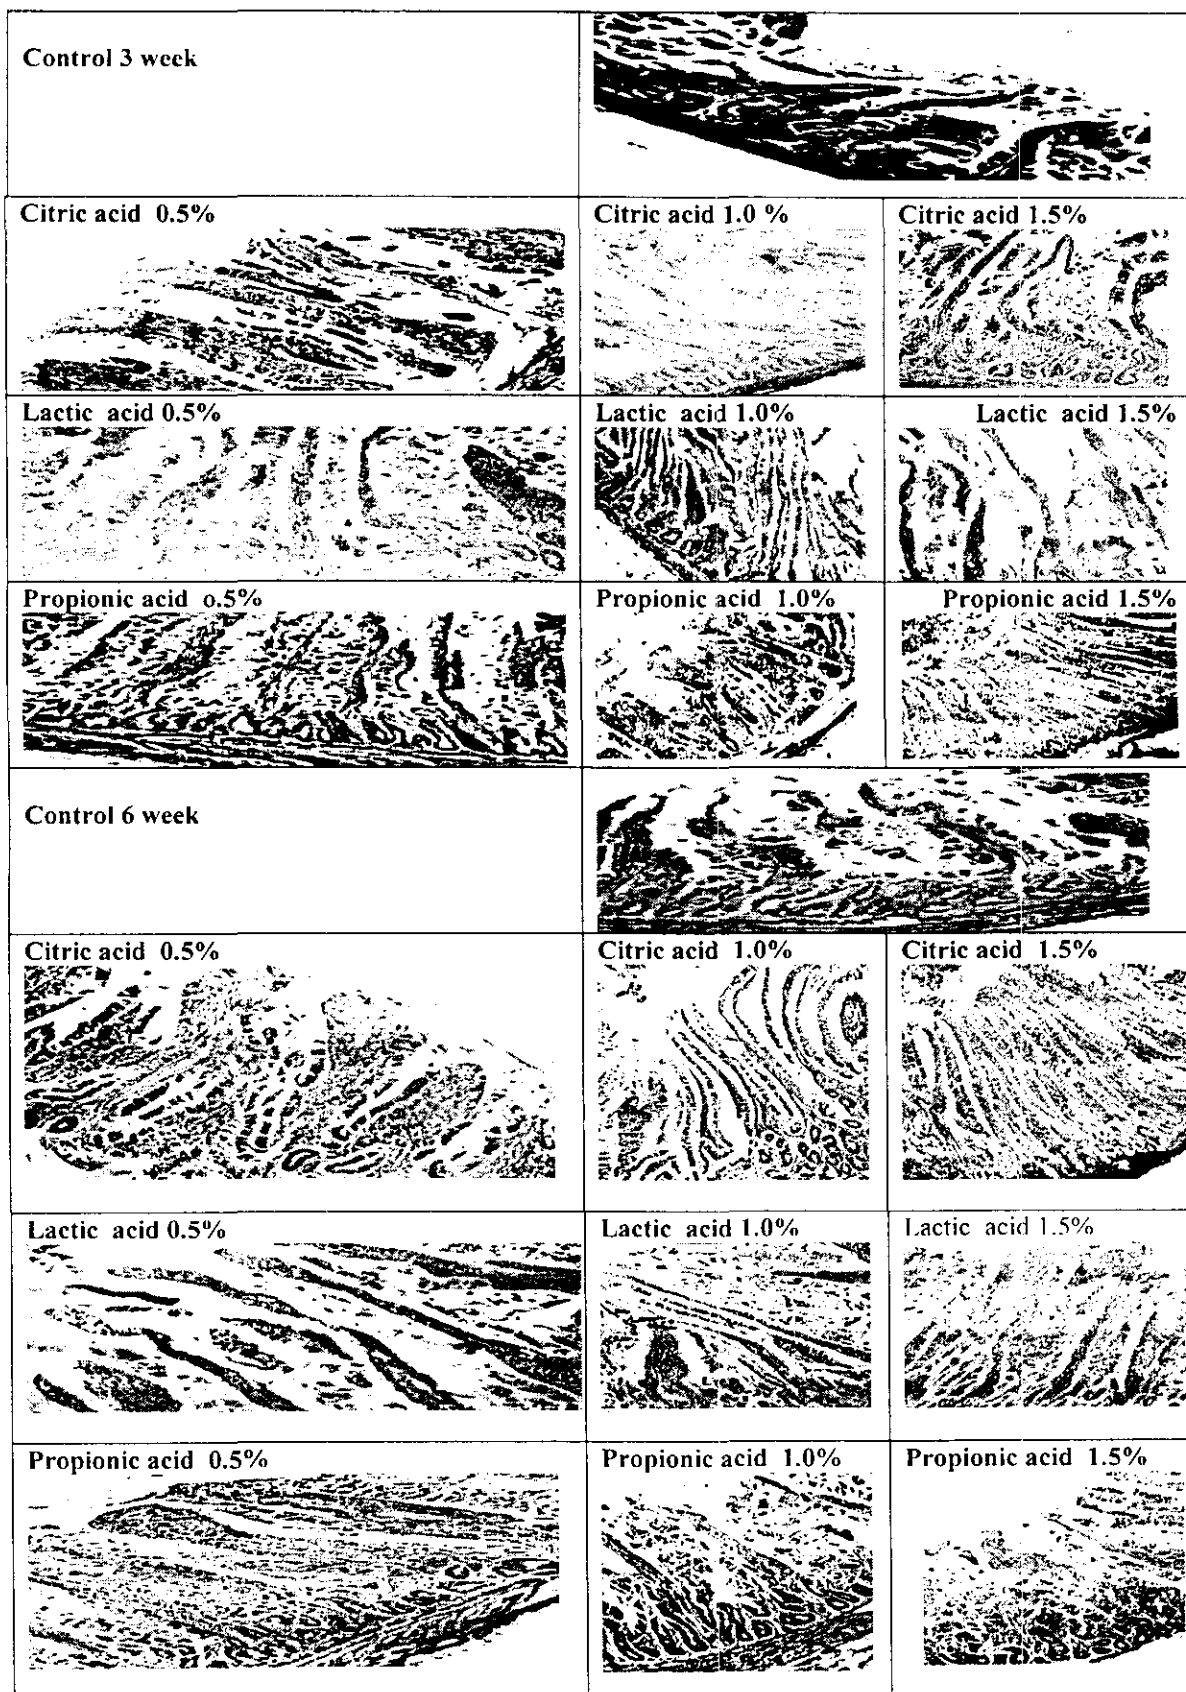 Control 3 week
Citric acid 0.5%
Citric acid 1.0 %
Citric acid 1.5%
Lactic acid 0.5%
Lactic acid 1.0%
Lactic acid 1.5%
Propionic acid o.5%
Propionic acid 1.0%
Propionic acid 1.5%
Control 6 week
Citric acid 0.5%
Citric acid 1.0%
Citric acid 1.5%
Lactic acid 0.5%
Lactic acid 1.0%
Lactic acid 1.5%
Propionic acid 0.5%
Propionic acid 1.0%
Propionic acid 1.5%